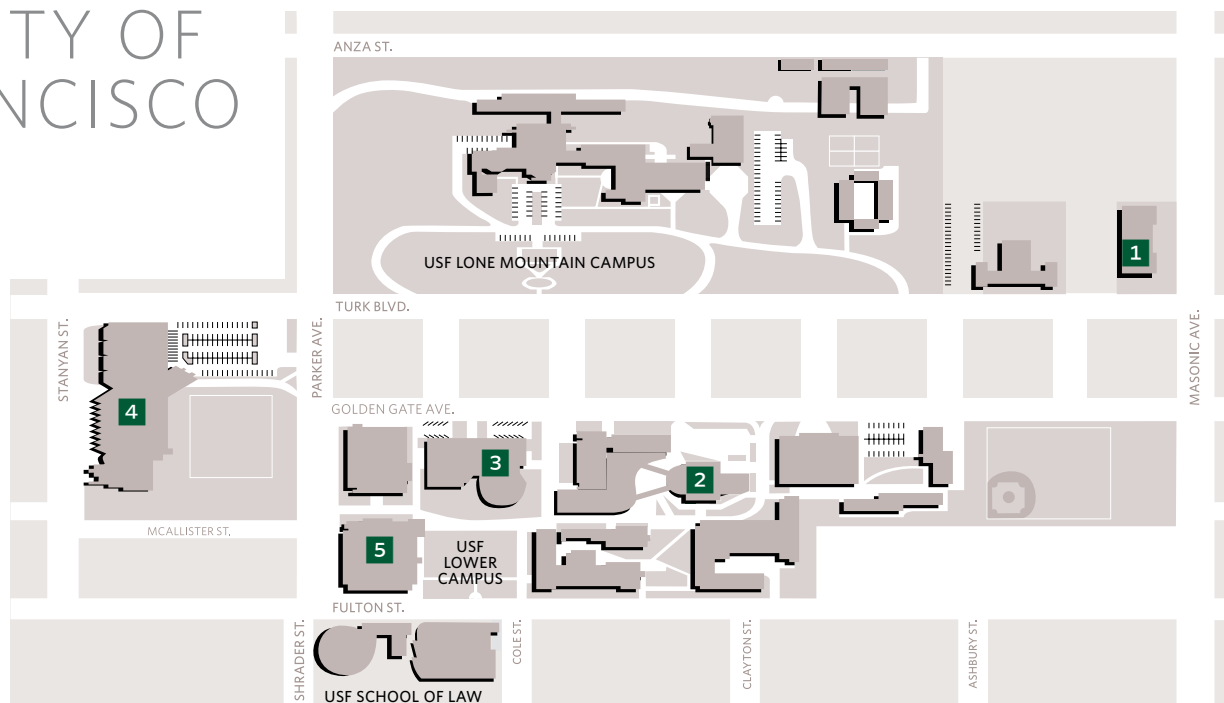 TY OF
NCISCO
ANZA ST.
1
USF LONE MOUNTAIN CAMPUS
TURK BLVD.
STANYAN ST.
PARKER AVE.
MASONIC AVE.
GOLDEN GATE AVE.
4
3
2
MCALLISTER ST.
5
USF
LOWER
CAMPUS
FULTON ST.
SHRADER ST.
COLE ST.
CLAYTON ST.
ASHBURY ST.
USF SCHOOL OF LAW